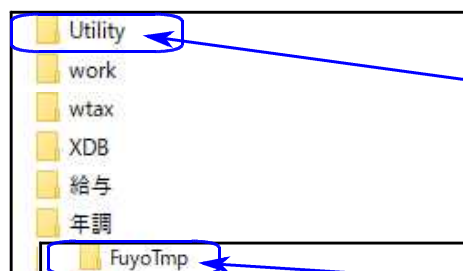 Utility
work
wtax
XDB
給与
年調
FuyoTmp